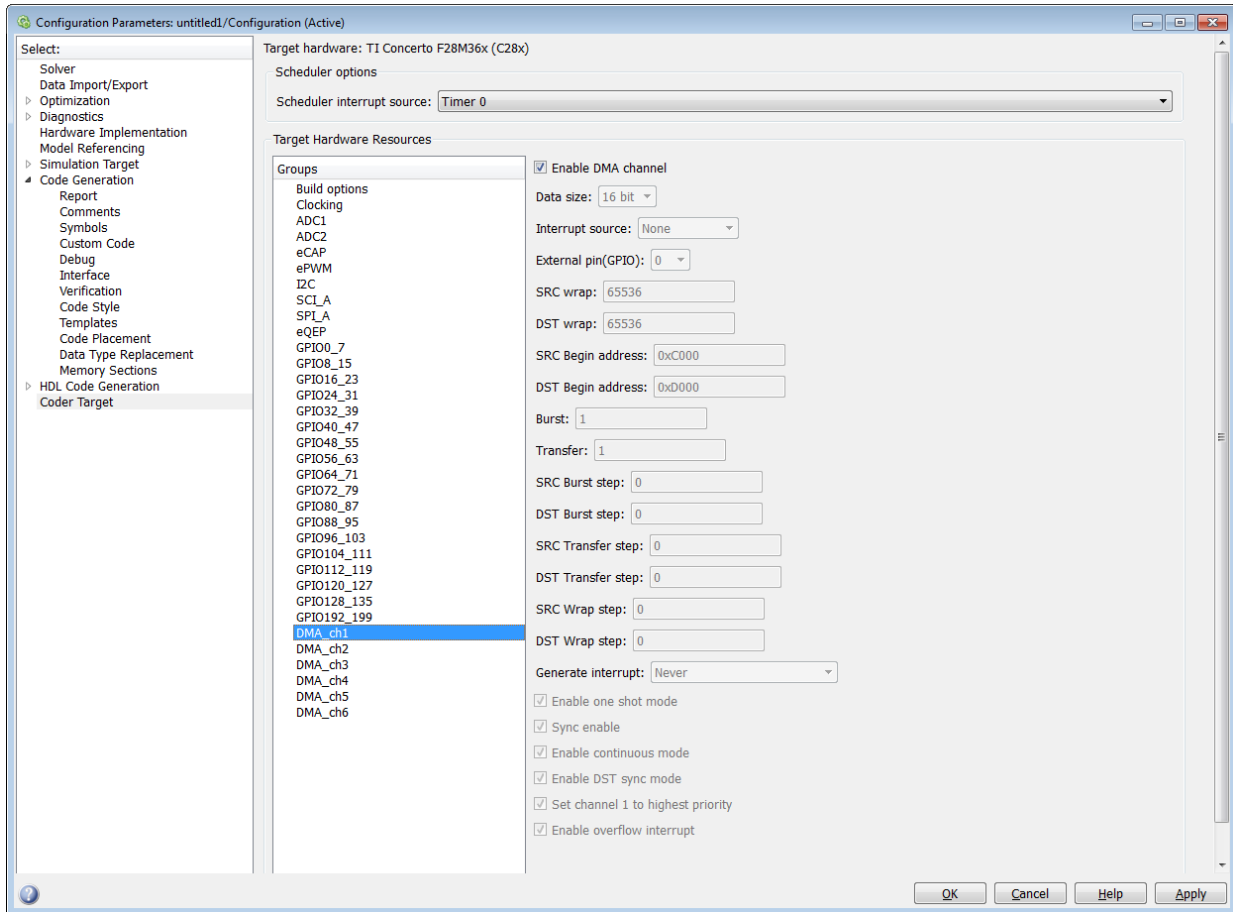 Configuration Parameters: untitled1/Configuration (Active)
Select:
Solver
Data Import/Export
Optimization
Diagnostics
Hardware Implementation
Model Referencing
Simulation Target
Code Generation
Report
Comments
Symbols
Custom Code
Debug
Interface
Verification
Code Style
Templates
Code Placement
Data Type Replacement
Memory Sections
HDL Code Generation
Coder Target
Target hardware: TI Concerto F28M36x (C28x)
Scheduler options
Scheduler interrupt source: Timer 0
Target Hardware Resources
Groups
Build options
Clocking
ADC1
ADC2
eCAP
ePWM
I2C
SCI_A
SPI_A
eQEP
GPIO0_7
GPIO8_15
GPIO16_23
GPIO24_31
GPIO32_39
GPIO40_47
GPIO48_55
GPIO56_63
GPIO64_71
GPIO72_79
GPIO80_87
GPIO88_95
GPIO96_103
GPIO104_111
GPIO112_119
GPIO120_127
GPIO128_135
GPIO192_199
DMA_ch1
DMA_ch2
DMA_ch3
DMA_ch4
DMA_ch5
DMA_ch6
Enable DMA channel
Data size: 16 bit
Interrupt source: None
External pin(GPIO): 0
SRC wrap: 65536
DST wrap: 65536
SRC Begin address: 0xC000
DST Begin address: 0xD000
Burst: 1
Transfer: 1
SRC Burst step: 0
DST Burst step: 0
SRC Transfer step: 0
DST Transfer step: 0
SRC Wrap step: 0
DST Wrap step: 0
Generate interrupt: Never
Enable one shot mode
Sync enable
Enable continuous mode
Enable DST sync mode
Set channel 1 to highest priority
Enable overflow interrupt
OK Cancel Help Apply